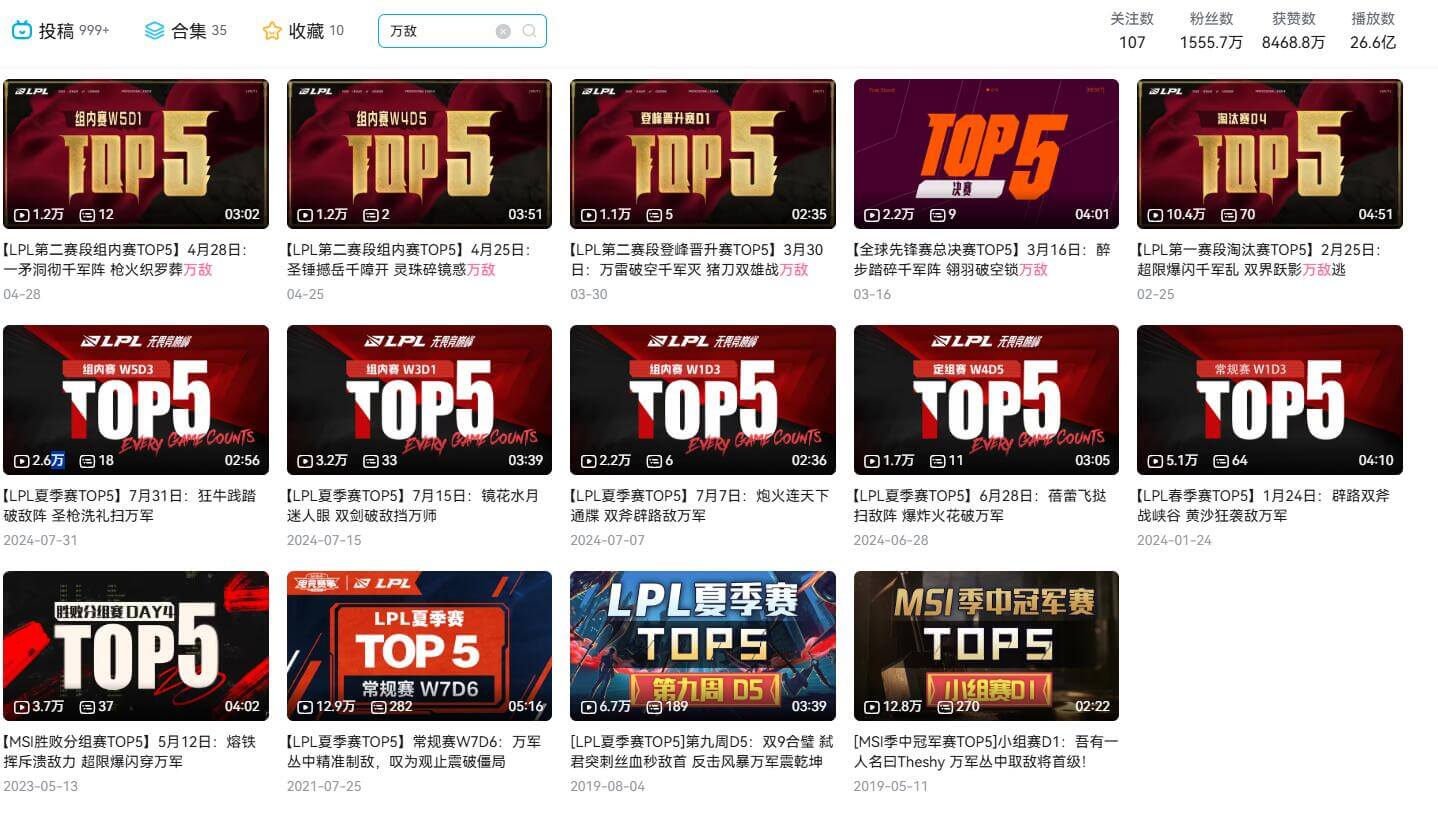 投稿 999+ 合集 35 收藏 10 万敌
关注数 粉丝数 获赞数 播放数
107 1555.7万 8468.8万 26.6亿
LPL
组内赛W5D1
TOP5
1.2万 12 03:02
【LPL第二赛段组内赛TOP5】4月28日：
一矛洞彻千军阵 枪火织罗葬万敌
04-28
LPL
组内赛W4D5
TOP5
1.2万 2 03:51
【LPL第二赛段组内赛TOP5】4月25日：
圣锤撼岳千障开 灵珠碎镜惑万敌
04-25
LPL
登峰晋升赛D1
TOP5
1.1万 5 02:35
【LPL第二赛段登峰晋升赛TOP5】3月30
日：万雷破空千军灭 猪刀双雄战万敌
03-30
TOP5
决赛
2.2万 9 04:01
【全球先锋赛总决赛TOP5】3月16日：醉
步踏碎千军阵 翎羽破空锁万敌
03-16
LPL
淘汰赛D4
TOP5
10.4万 70 04:51
【LPL第一赛段淘汰赛TOP5】2月25日：
超限爆闪千军乱 双界跃影万敌逃
02-25
LPL 无畏竞巅峰
组内赛 W5D3
TOP5
EVERY GAME COUNTS
2.6万 18 02:56
【LPL夏季赛TOP5】7月31日：狂牛践踏
破敌阵 圣枪洗礼扫万军
2024-07-31
LPL 无畏竞巅峰
组内赛 W3D1
TOP5
EVERY GAME COUNTS
3.2万 33 03:39
【LPL夏季赛TOP5】7月15日：镜花水月
迷人眼 双剑破敌挡万师
2024-07-15
LPL 无畏竞巅峰
组内赛 W1D3
TOP5
EVERY GAME COUNTS
2.2万 6 02:36
【LPL夏季赛TOP5】7月7日：炮火连天下
通牒 双斧辟路敌万军
2024-07-07
LPL 无畏竞巅峰
定组赛 W4D5
TOP5
EVERY GAME COUNTS
1.7万 11 03:05
【LPL夏季赛TOP5】6月28日：蓓蕾飞挞
扫敌阵 爆炸火花破万军
2024-06-28
LPL 无畏竞巅峰
常规赛 W1D3
TOP5
5.1万 64 04:10
【LPL春季赛TOP5】1月24日：辟路双斧
战峡谷 黄沙狂袭敌万军
2024-01-24
胜败分组赛 DAY4
TOP5
3.7万 37 04:02
【MSI胜败分组赛TOP5】5月12日：熔铁
挥斥溃敌力 超限爆闪穿万军
2023-05-13
LPL
LPL夏季赛
TOP 5
常规赛 W7D6
12.9万 282 05:16
【LPL夏季赛TOP5】常规赛W7D6：万军
丛中精准制敌，叹为观止震破僵局
2021-07-25
LPL夏季赛
TOP5
第九周 D5
6.7万 189 03:39
[LPL夏季赛TOP5]第九周D5：双9合璧 弑
君突刺丝血秒敌首 反击风暴万军震乾坤
2019-08-04
MSI季中冠军赛
TOP5
小组赛D1
12.8万 270 02:22
[MSI季中冠军赛TOP5]小组赛D1：吾有一
人名曰Theshy 万军丛中取敌将首级！
2019-05-11